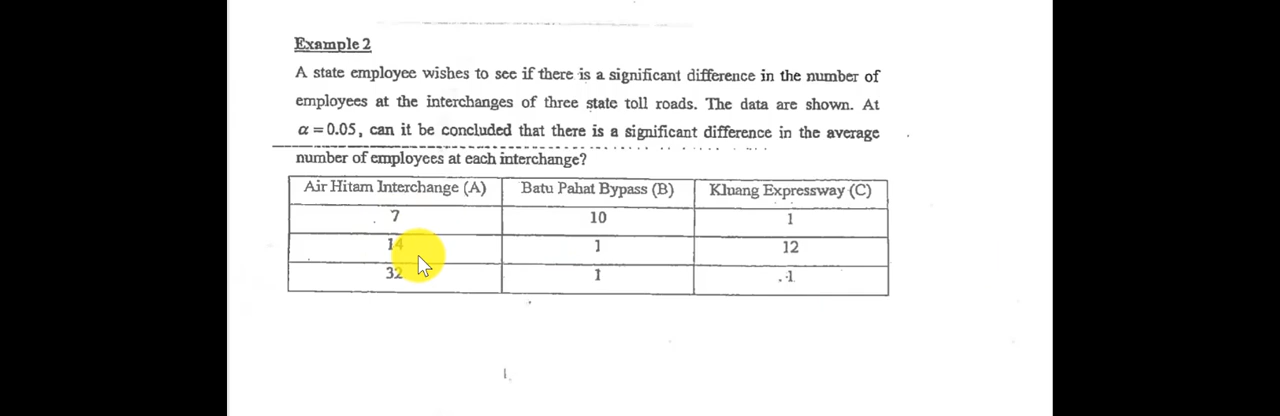 Example 2
A state employee wishes to see if there is a significant difference in the number of
employees at the interchanges of three state toll roads. The data are shown. At
α = 0.05, can it be concluded that there is a significant difference in the average
number of employees at each interchange?
Air Hitam Interchange (A) Batu Pahat Bypass (B) Kluang Expressway (C)
7 10 1
14 1 12
32 1 1